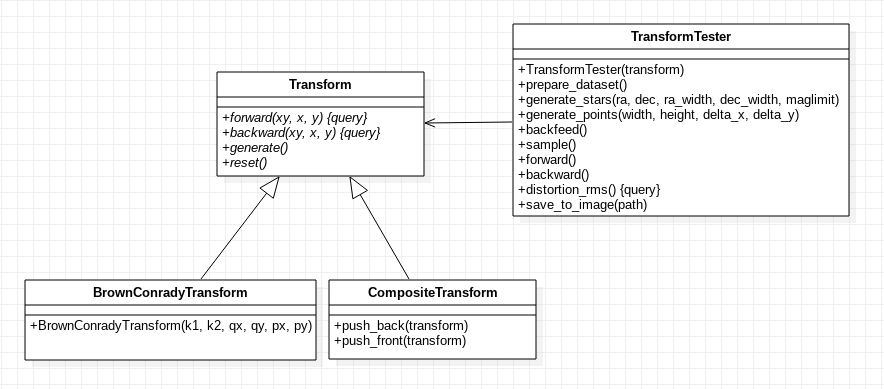 TransformTester
+TransformTester(transform)
+prepare_dataset()
+generate_stars(ra, dec, ra_width, dec_width, maglimit)
+generate_points(width, height, delta_x, delta_y)
+backfeed()
+sample()
+forward()
+backward()
+distortion_rms() {query}
+save_to_image(path)
Transform
+forward(xy, x, y) {query}
+backward(xy, x, y) {query}
+generate()
+reset()
BrownConradyTransform
+BrownConradyTransform(k1, k2, qx, qy, px, py)
CompositeTransform
+push_back(transform)
+push_front(transform)